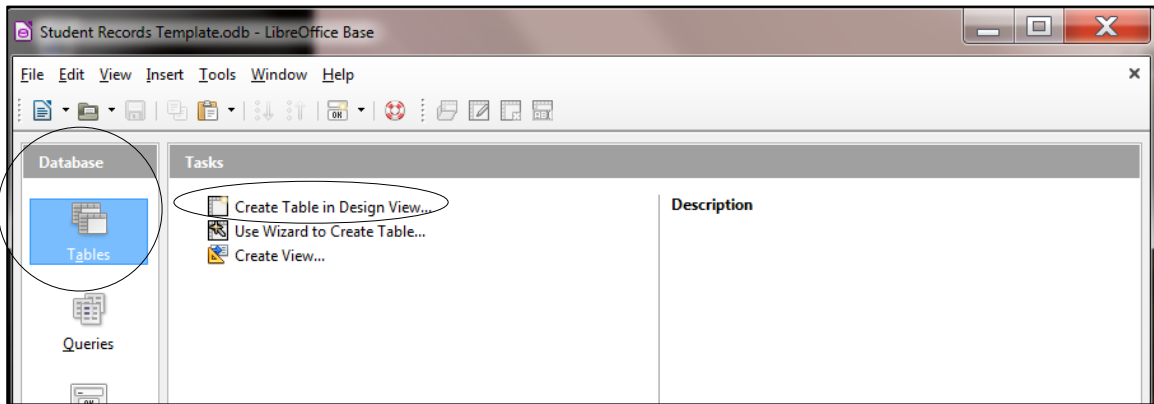 Student Records Template.odb - LibreOffice Base
File Edit View Insert Tools Window Help
Database
Tasks
Tables
Create Table in Design View...
Use Wizard to Create Table...
Create View...
Description
Queries